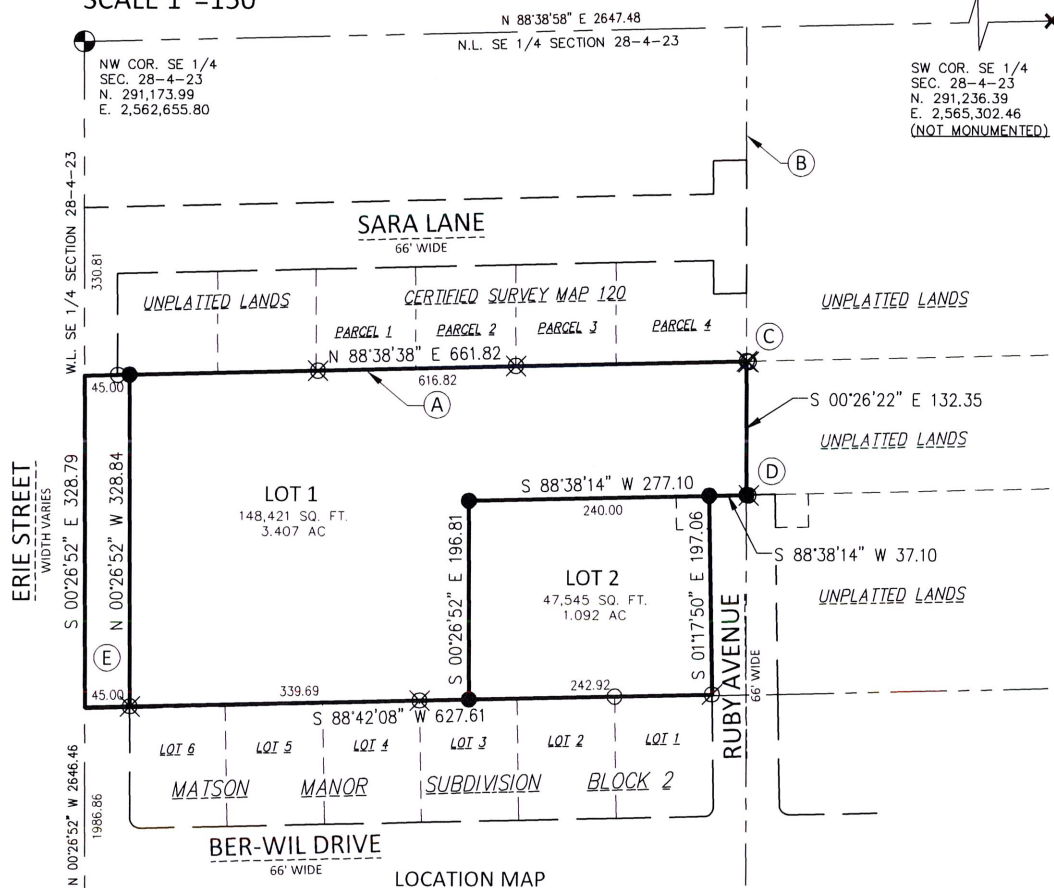 SCALE 1"=150'
N 88°38'58" E 2647.48
N.L. SE 1/4 SECTION 28-4-23
NW COR. SE 1/4
SEC. 28-4-23
N. 291,173.99
E. 2,562,655.80
SW COR. SE 1/4
SEC. 28-4-23
N. 291,236.39
E. 2,565,302.46
(NOT MONUMENTED)
B
W.L. SE 1/4 SECTION 28-4-23
330.81
SARA LANE
66' WIDE
UNPLATTED LANDS
CERTIFIED SURVEY MAP 120
PARCEL 1
PARCEL 2
PARCEL 3
PARCEL 4
UNPLATTED LANDS
C
N 88°38'38" E 661.82
616.82
45.00
A
S 00°26'22" E 132.35
UNPLATTED LANDS
D
ERIE STREET
WIDTH VARIES
S 00°26'52" E 328.79
N 00°26'52" W 328.84
LOT 1
148,421 SQ. FT.
3.407 AC
S 88°38'14" W 277.10
240.00
S 88°38'14" W 37.10
S 00°26'52" E 196.81
LOT 2
47,545 SQ. FT.
1.092 AC
S 01°17'50" E 197.06
UNPLATTED LANDS
RUBY AVENUE
66' WIDE
E
45.00
339.69
242.92
S 88°42'08" W 627.61
LOT 6
LOT 5
LOT 4
LOT 3
LOT 2
LOT 1
MATSON MANOR SUBDIVISION BLOCK 2
N 00°26'52" W 2646.46
1986.86
BER-WIL DRIVE
66' WIDE
LOCATION MAP